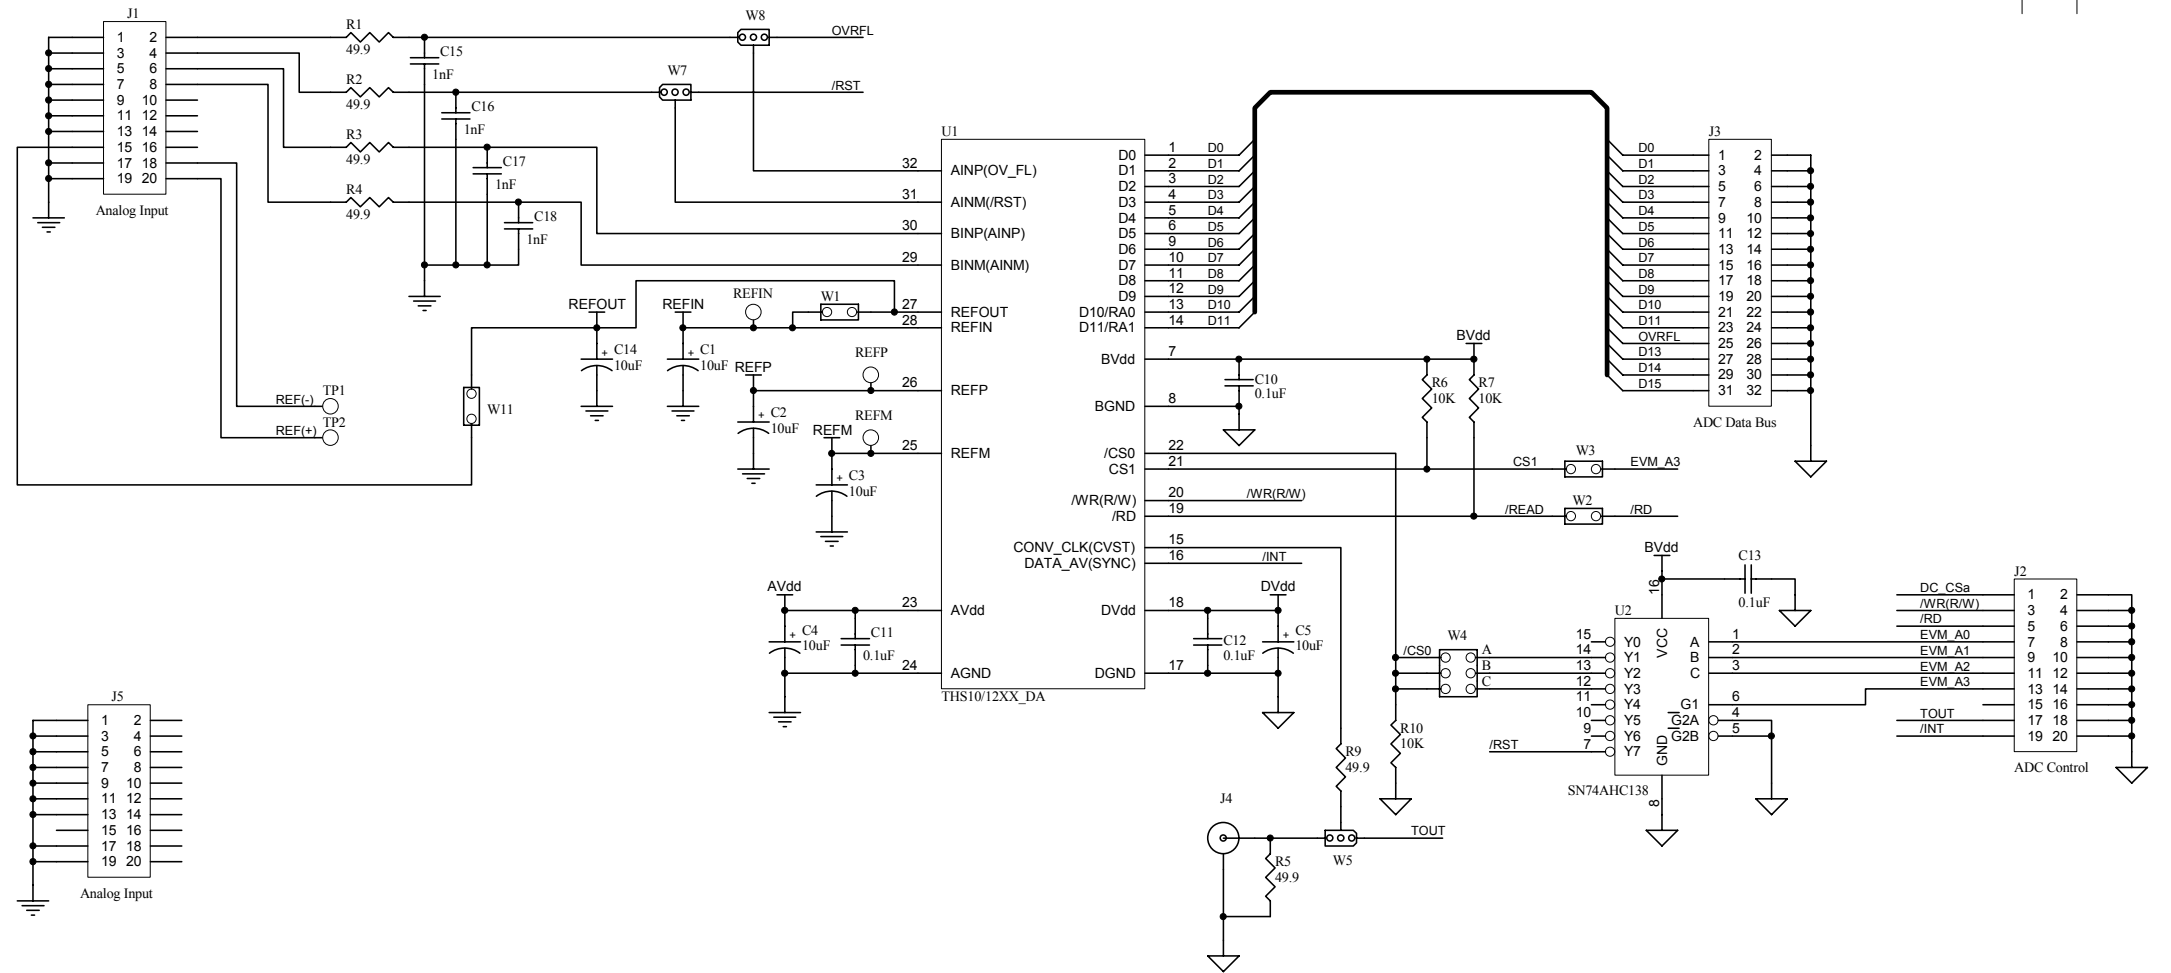 J1
1 2
3 4
5 6
7 8
9 10
11 12
13 14
15 16
17 18
19 20
Analog Input
R1
49.9
R2
49.9
R3
49.9
R4
49.9
C15
1nF
C16
1nF
C17
1nF
C18
1nF
W8
OVRFL
W7
/RST
REF(-)
TP1
REF(+)
TP2
W11
REFOUT
C14
10uF
REFIN
C1
10uF
REFIN
W1
REFP
C2
10uF
REFP
REFM
C3
10uF
REFM
AVdd
C4
10uF
C11
0.1uF
U1
32 AINP(OV_FL)
31 AINM(/RST)
30 BINP(AINP)
29 BINM(AINM)
27 REFOUT
28 REFIN
26 REFP
25 REFM
23 AVdd
24 AGND
D0 1 D0
D1 2 D1
D2 3 D2
D3 4 D3
D4 5 D4
D5 6 D5
D6 9 D6
D7 10 D7
D8 11 D8
D9 12 D9
D10/RA0 13 D10
D11/RA1 14 D11
BVdd 7
BGND 8
/CS0 22
CS1 21
/WR(R/W) 20 /WR(R/W)
/RD 19
CONV_CLK(CVST) 15
DATA_AV(SYNC) 16 /INT
DVdd 18
DGND 17
THS10/12XX_DA
C10
0.1uF
BVdd
R6
10K
R7
10K
CS1
W3
EVM_A3
/READ
W2
/RD
DVdd
C12
0.1uF
C5
10uF
J3
D0 1 2
D1 3 4
D2 5 6
D3 7 8
D4 9 10
D5 11 12
D6 13 14
D7 15 16
D8 17 18
D9 19 20
D10 21 22
D11 23 24
OVRFL 25 26
D13 27 28
D14 29 30
D15 31 32
ADC Data Bus
BVdd
C13
0.1uF
16
U2
VCC
15 Y0
14 Y1
13 Y2
12 Y3
11 Y4
10 Y5
9 Y6
/RST 7 Y7
A 1
B 2
C 3
G1 6
G2A 4
G2B 5
GND
8
SN74AHC138
W4
/CS0
A
B
C
R10
10K
R9
49.9
J4
R5
49.9
W5
TOUT
J2
DC_CSa 1 2
/WR(R/W) 3 4
/RD 5 6
EVM_A0 7 8
EVM_A1 9 10
EVM_A2 11 12
EVM_A3 13 14
15 16
TOUT 17 18
/INT 19 20
ADC Control
J5
1 2
3 4
5 6
7 8
9 10
11 12
13 14
15 16
17 18
19 20
Analog Input